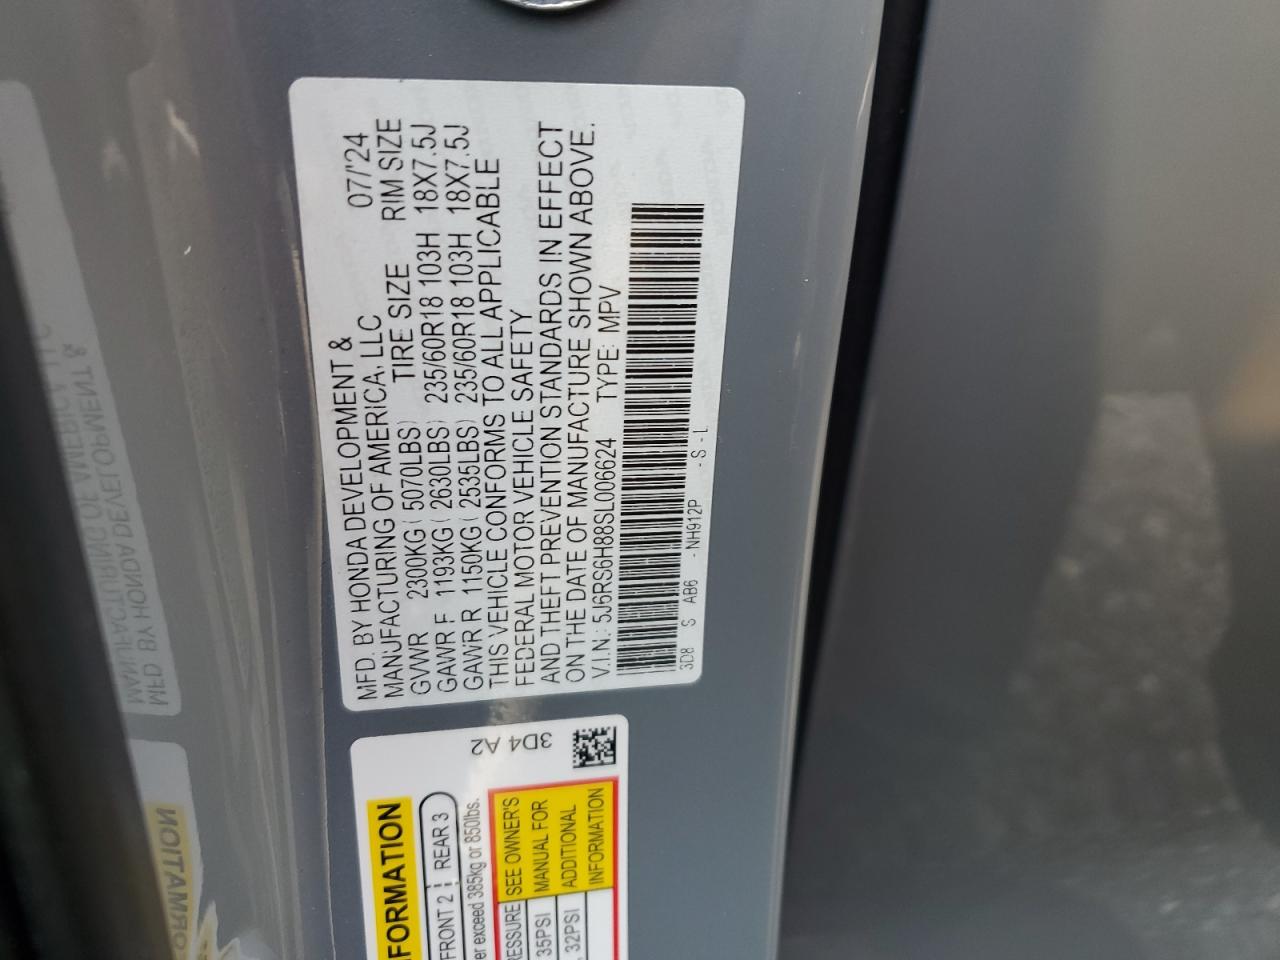 MFD. BY HONDA DEVELOPMENT & 07/'24
MANUFACTURING OF AMERICA, LLC RIM SIZE
TIRE SIZE
GVWR 2300KG ( 5070LBS)
GAWR F 1193KG ( 2630LBS) 235/60R18 103H 18X7.5J
GAWR R 1150KG ( 2535LBS) 235/60R18 103H 18X7.5J
THIS VEHICLE CONFORMS TO ALL APPLICABLE
FEDERAL MOTOR VEHICLE SAFETY
AND THEFT PREVENTION STANDARDS IN EFFECT
ON THE DATE OF MANUFACTURE SHOWN ABOVE.
V.I.N.: 5J6RS6H88SL006624 TYPE: MPV
3D8 S AB6 - NH912P - S - L
3D4 A2
FORMATION
FRONT 2 REAR 3
er exceed 385kg or 850lbs.
RESSURE SEE OWNER'S
35PSI MANUAL FOR
32PSI ADDITIONAL
INFORMATION